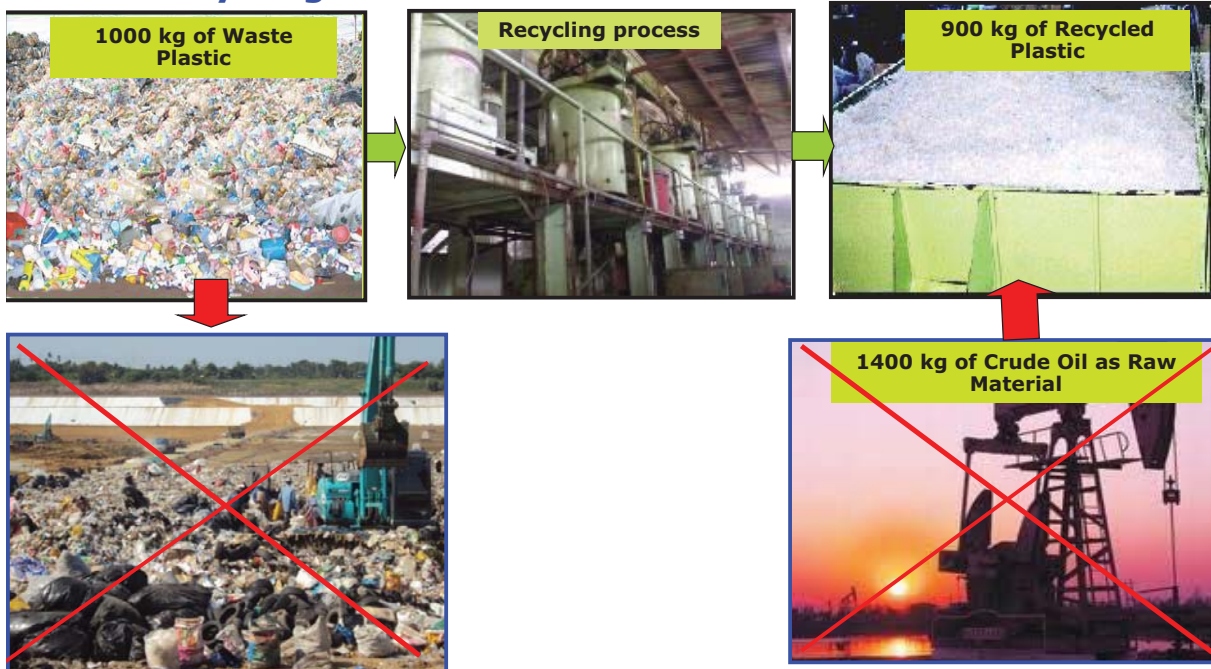 1000 kg of Waste
Plastic
Recycling process
900 kg of Recycled
Plastic
1400 kg of Crude Oil as Raw
Material